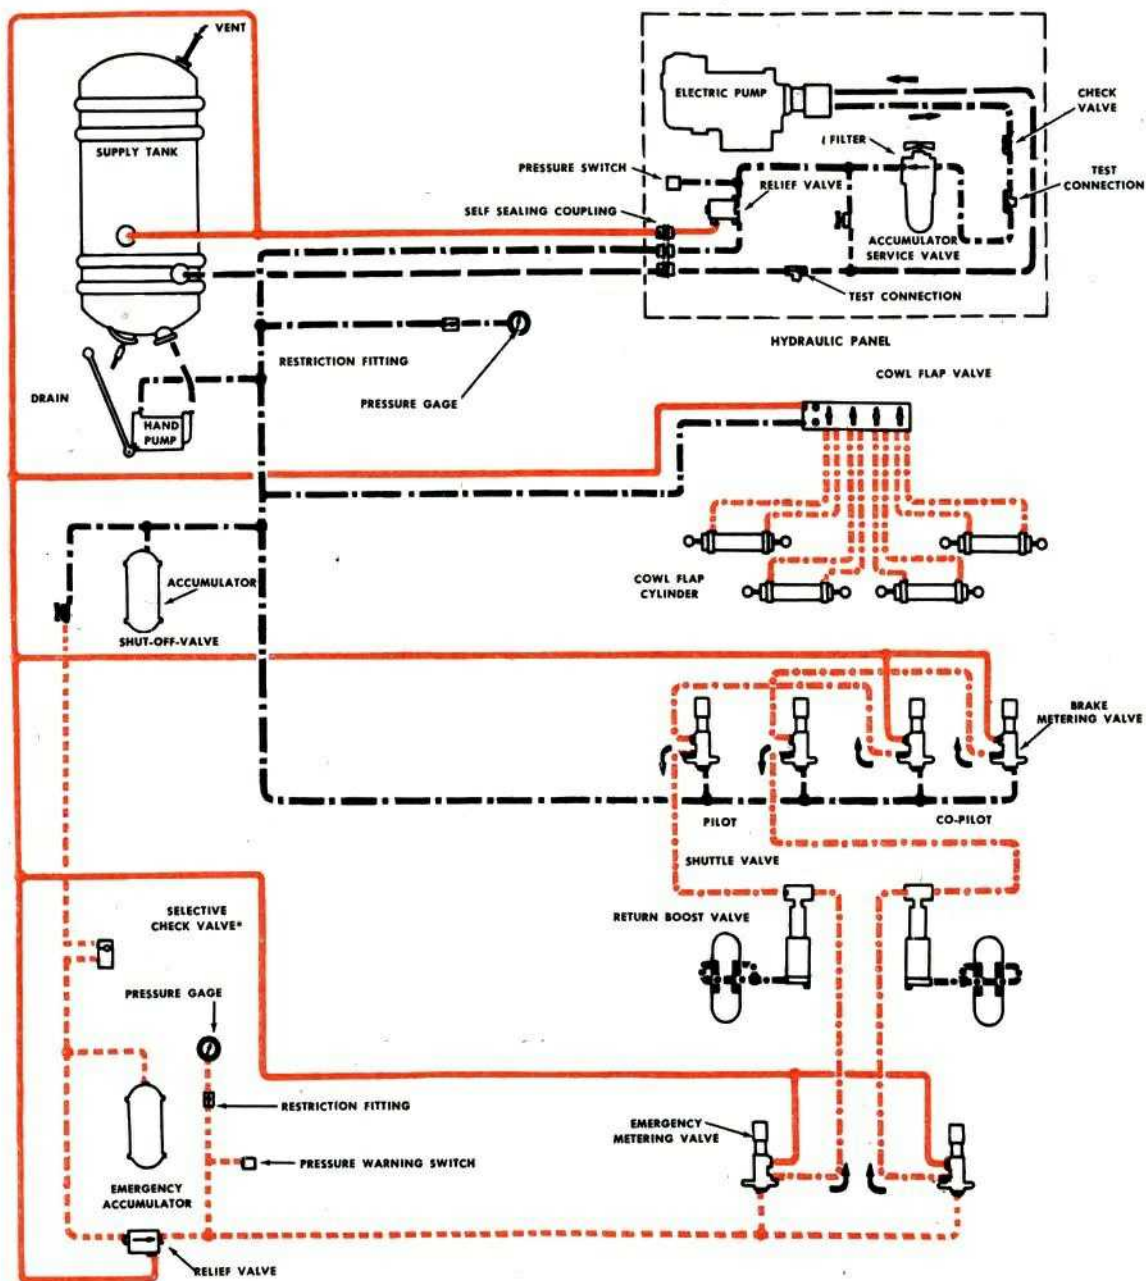 VENT
SUPPLY TANK
ELECTRIC PUMP
CHECK
VALVE
FILTER
PRESSURE SWITCH
RELIEF VALVE
TEST
CONNECTION
SELF SEALING COUPLING
ACCUMULATOR
SERVICE VALVE
TEST CONNECTION
HYDRAULIC PANEL
RESTRICTION FITTING
COWL FLAP VALVE
DRAIN
PRESSURE GAGE
HAND
PUMP
ACCUMULATOR
COWL FLAP
CYLINDER
SHUT-OFF-VALVE
BRAKE
METERING VALVE
PILOT
CO-PILOT
SHUTTLE VALVE
SELECTIVE
CHECK VALVE*
RETURN BOOST VALVE
PRESSURE GAGE
RESTRICTION FITTING
EMERGENCY
METERING VALVE
PRESSURE WARNING SWITCH
EMERGENCY
ACCUMULATOR
RELIEF VALVE